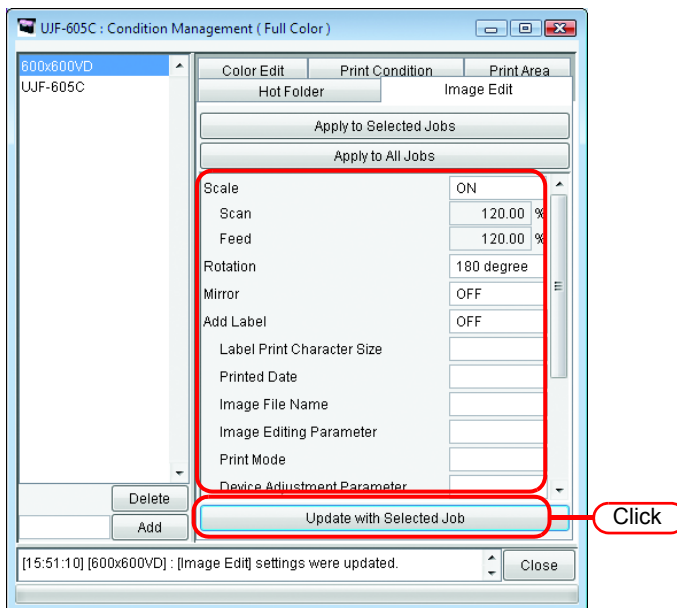 UJF-605C : Condition Management ( Full Color )
600x600VD
UJF-605C
Color Edit Print Condition Print Area
Hot Folder Image Edit
Apply to Selected Jobs
Apply to All Jobs
Scale ON
Scan 120.00 %
Feed 120.00 %
Rotation 180 degree
Mirror OFF
Add Label OFF
Label Print Character Size
Printed Date
Image File Name
Image Editing Parameter
Print Mode
Device Adjustment Parameter
Delete
Add
Update with Selected Job
Click
[15:51:10] [600x600VD] : [Image Edit] settings were updated.
Close